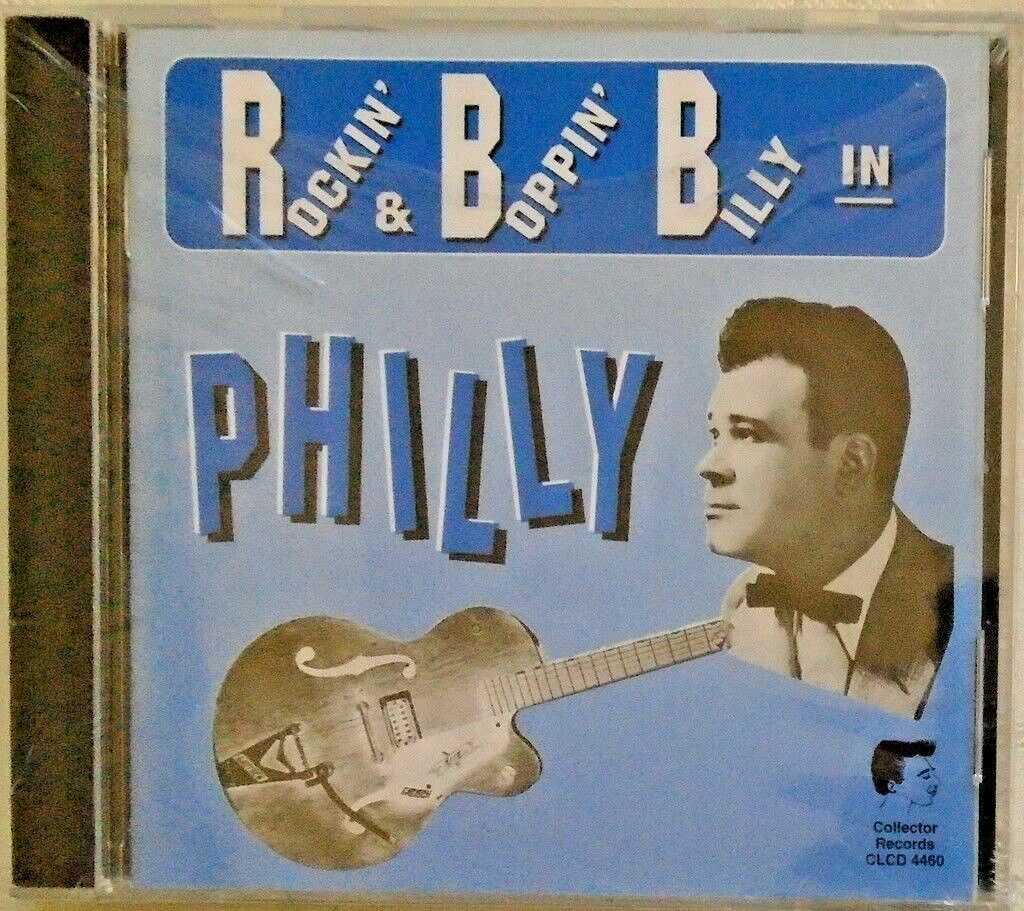 ROCKIN' & BOPPIN' BILLY IN
PHILLY
Collector
Records
CLCD 4460